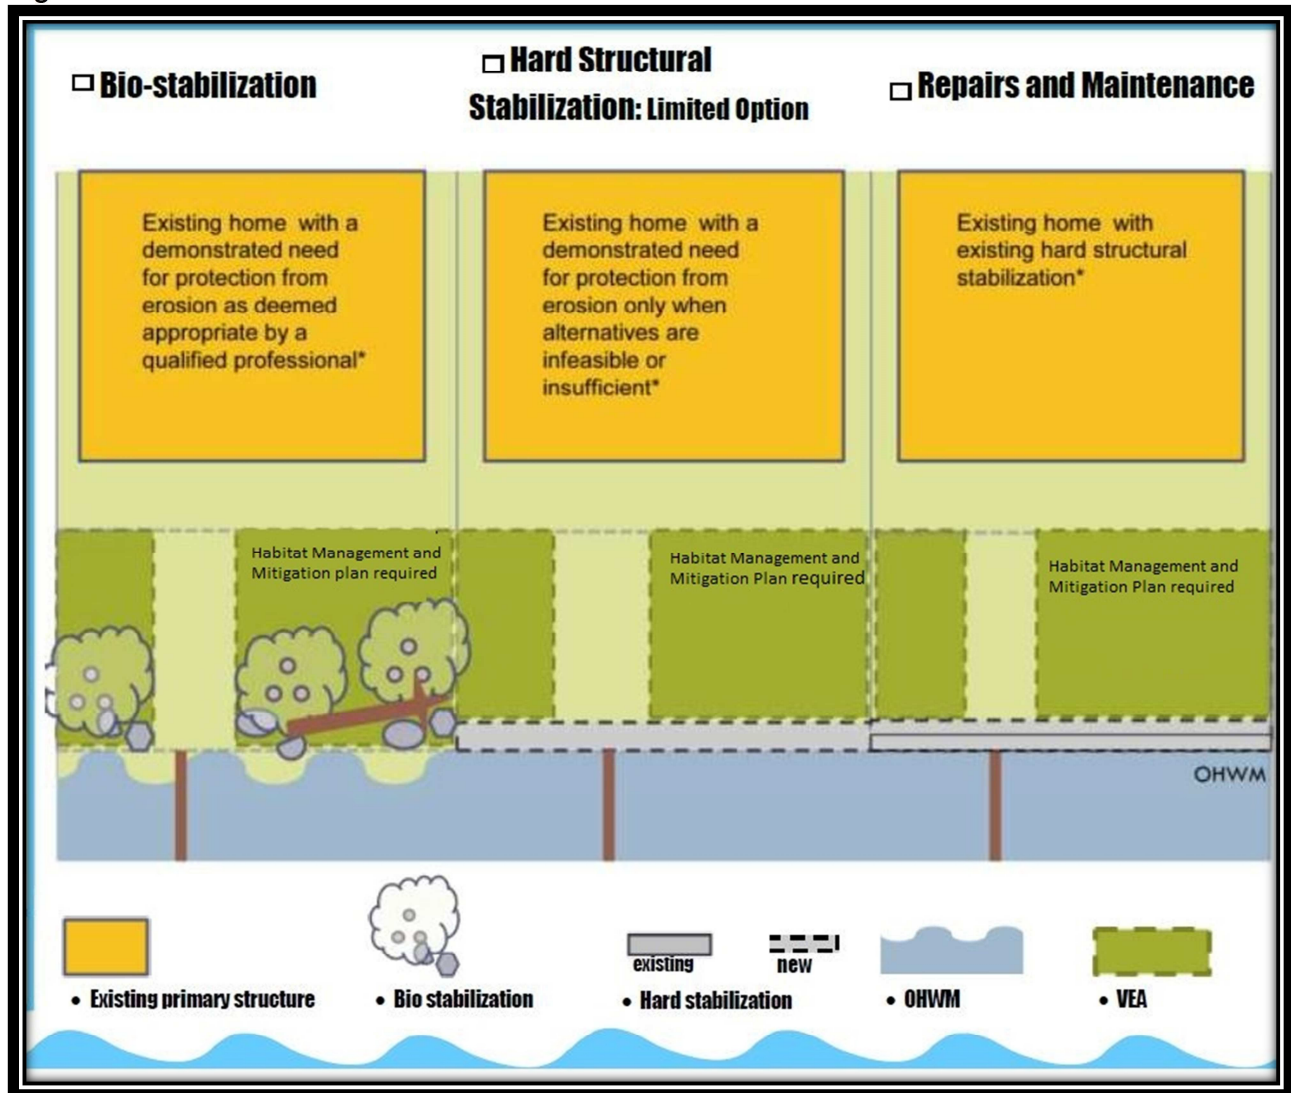 Bio-stabilization
Hard Structural
Stabilization: Limited Option
Repairs and Maintenance
Existing home with a
demonstrated need
for protection from
erosion as deemed
appropriate by a
qualified professional*
Existing home with a
demonstrated need
for protection from
erosion only when
alternatives are
infeasible or
insufficient*
Existing home with
existing hard structural
stabilization*
Habitat Management and
Mitigation plan required
Habitat Management and
Mitigation Plan required
Habitat Management and
Mitigation Plan required
OHWM
existing
new
• Existing primary structure
• Bio stabilization
• Hard stabilization
• OHWM
• VEA